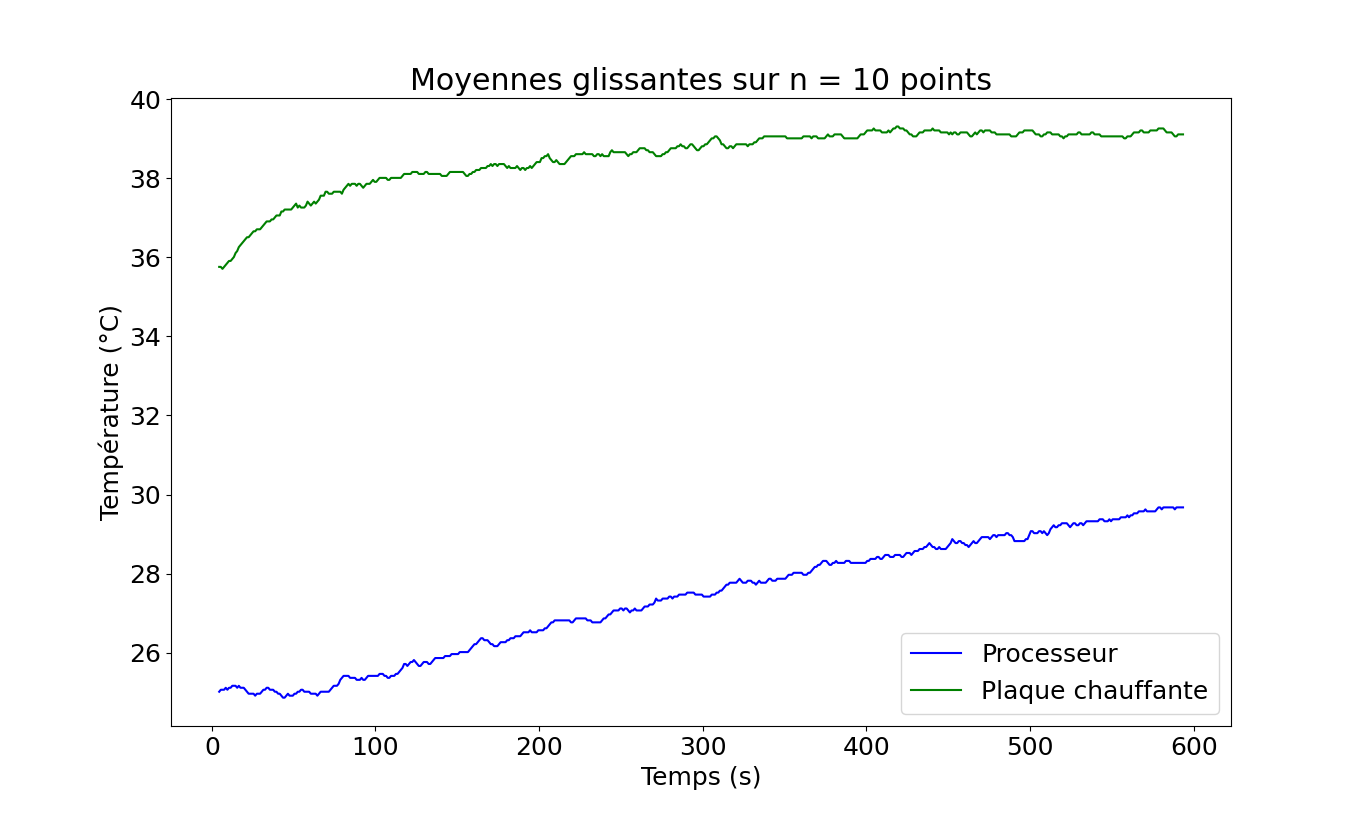 Moyennes glissantes sur n = 10 points
40
38
36
34
32
30
28
26
Température (°C)
0 100 200 300 400 500 600
Temps (s)
Processeur
Plaque chauffante